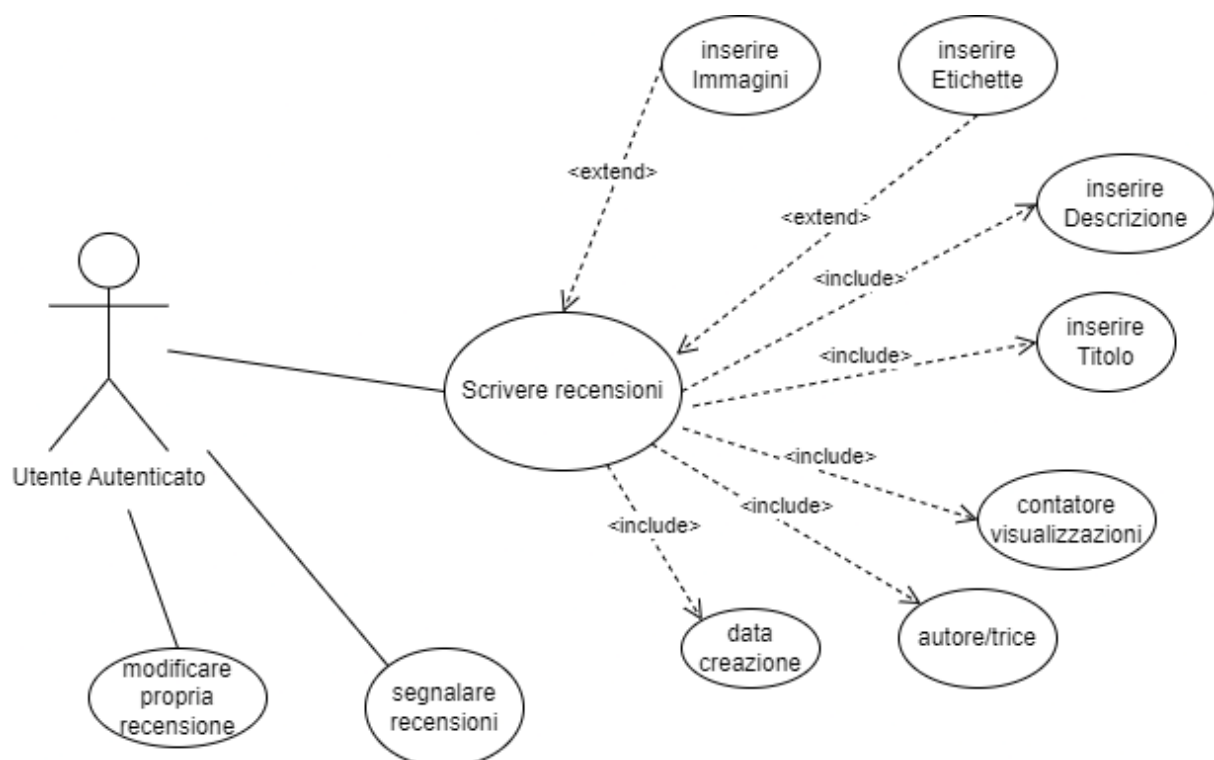 inserire
Immagini
inserire
Etichette
<extend>
inserire
Descrizione
<extend>
<include>
inserire
Titolo
<include>
Scrivere recensioni
<include>
Utente Autenticato
contatore
visualizzazioni
<include>
<include>
data
creazione
autore/trice
modificare
propria
recensione
segnalare
recensioni